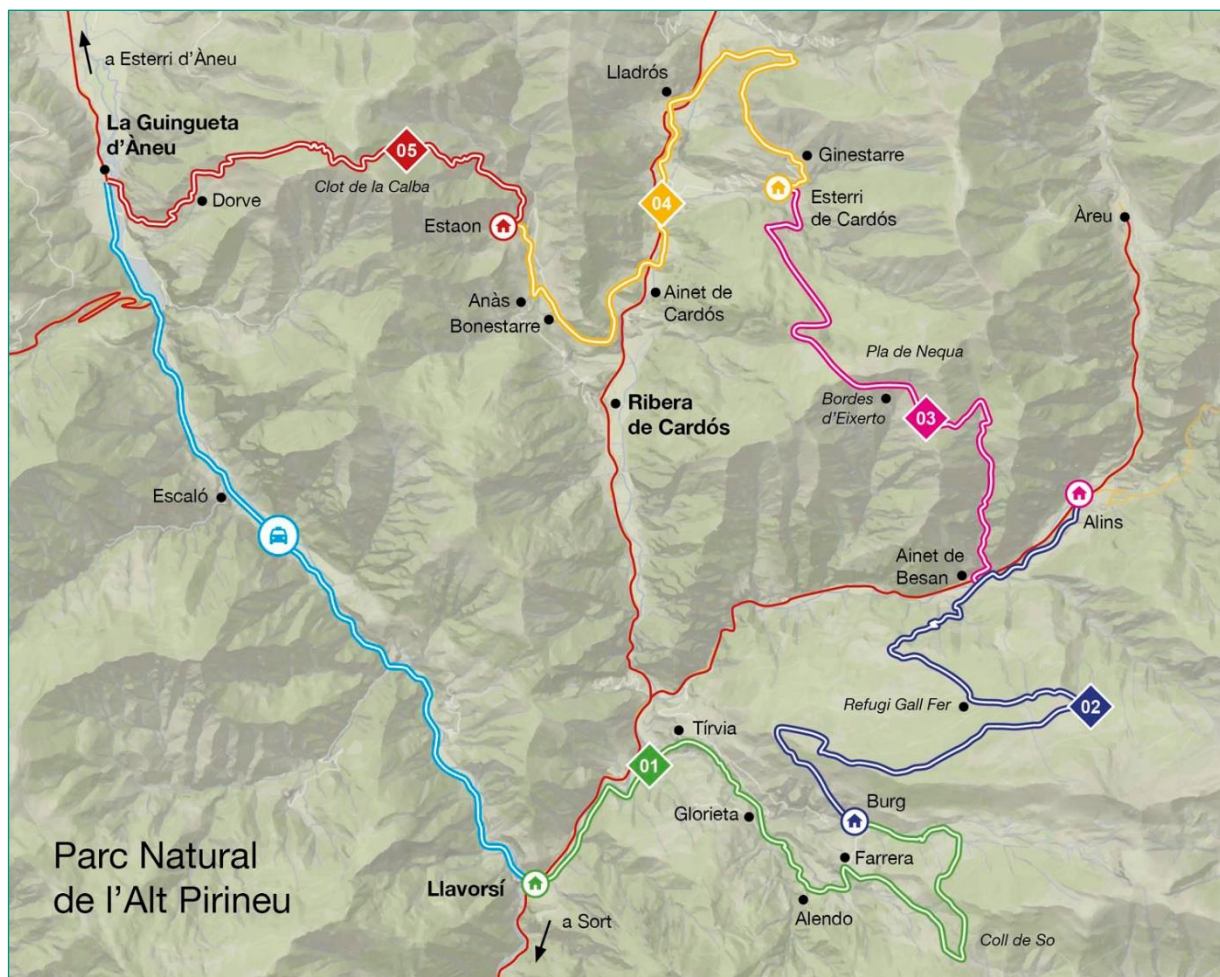 a Esterri d’Àneu
Lladrós
La Guingueta
d’Àneu
05
Ginestarre
Clot de la Calba
Dorve
04
Esterri
de Cardós
Estaon
Àreu
Anàs
Bonestarre
Ainet de
Cardós
Pla de Nequa
Ribera
de Cardós
Bordes
d’Eixerto
03
Escaló
Alins
Ainet de
Besan
Refugi Gall Fer
02
Tírvia
01
Burg
Glorieta
Farrera
Parc Natural
de l’Alt Pirineu
Llavorsí
Alendo
a Sort
Coll de So